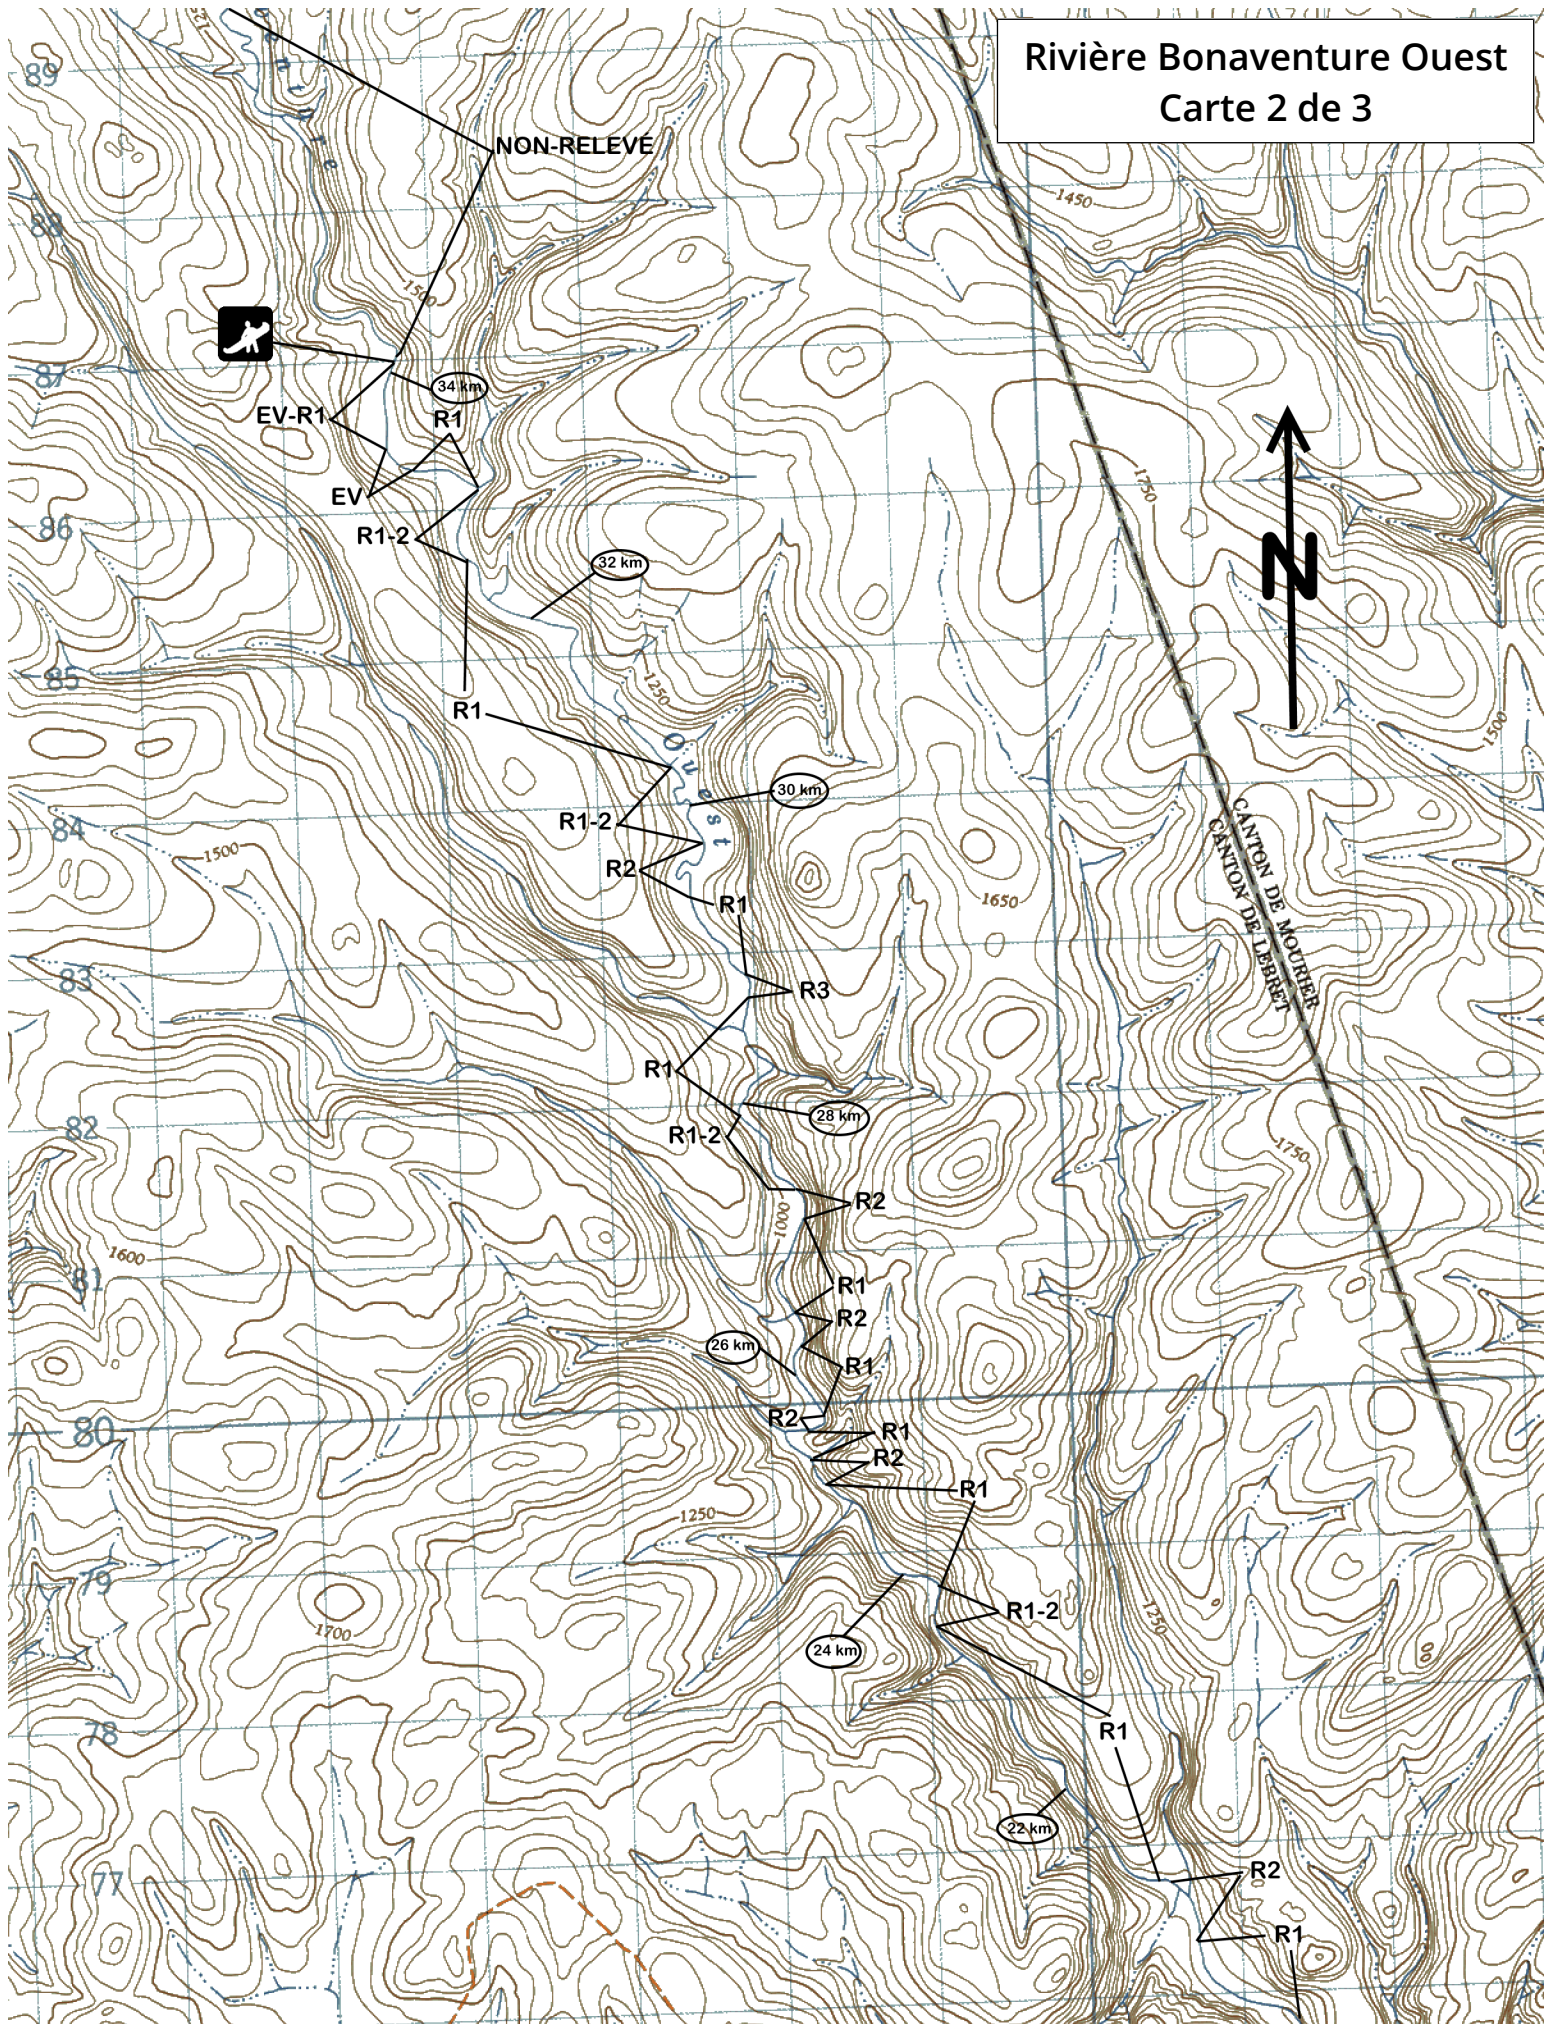 Rivière Bonaventure Ouest
Carte 2 de 3
89
NON-RELEVÉ
1450
88
1500
87
34 km
EV-R1
R1
EV
1750
86
R1-2
32 km
85
1250
R1
1500
Ouest
30 km
84
R1-2
CANTON DE MOURIER
CANTON DE LEBRET
1500
R2
1650
R1
83
R3
N
R1
28 km
82
R1-2
1750
R2
1000
1600
81
R1
R2
26 km
R1
80
R2
R1
R2
R1
1250
79
R1-2
1250
1700
24 km
78
R1
22 km
77
R2
R1